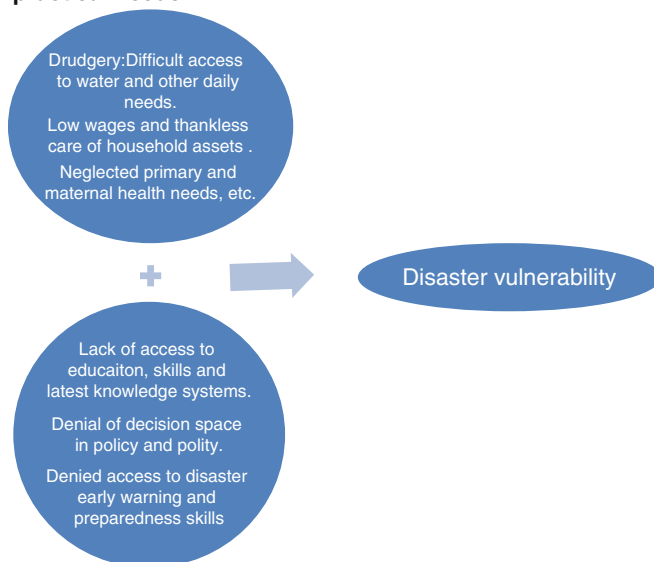 Drudgery:Difficult access
to water and other daily
needs.
Low wages and thankless
care of household assets .
Neglected primary and
maternal health needs, etc.
Disaster vulnerability
Lack of access to
educaiton, skills and
latest knowledge systems.
Denial of decision space
in policy and polity.
Denied access to disaster
early warning and
preparedness skills